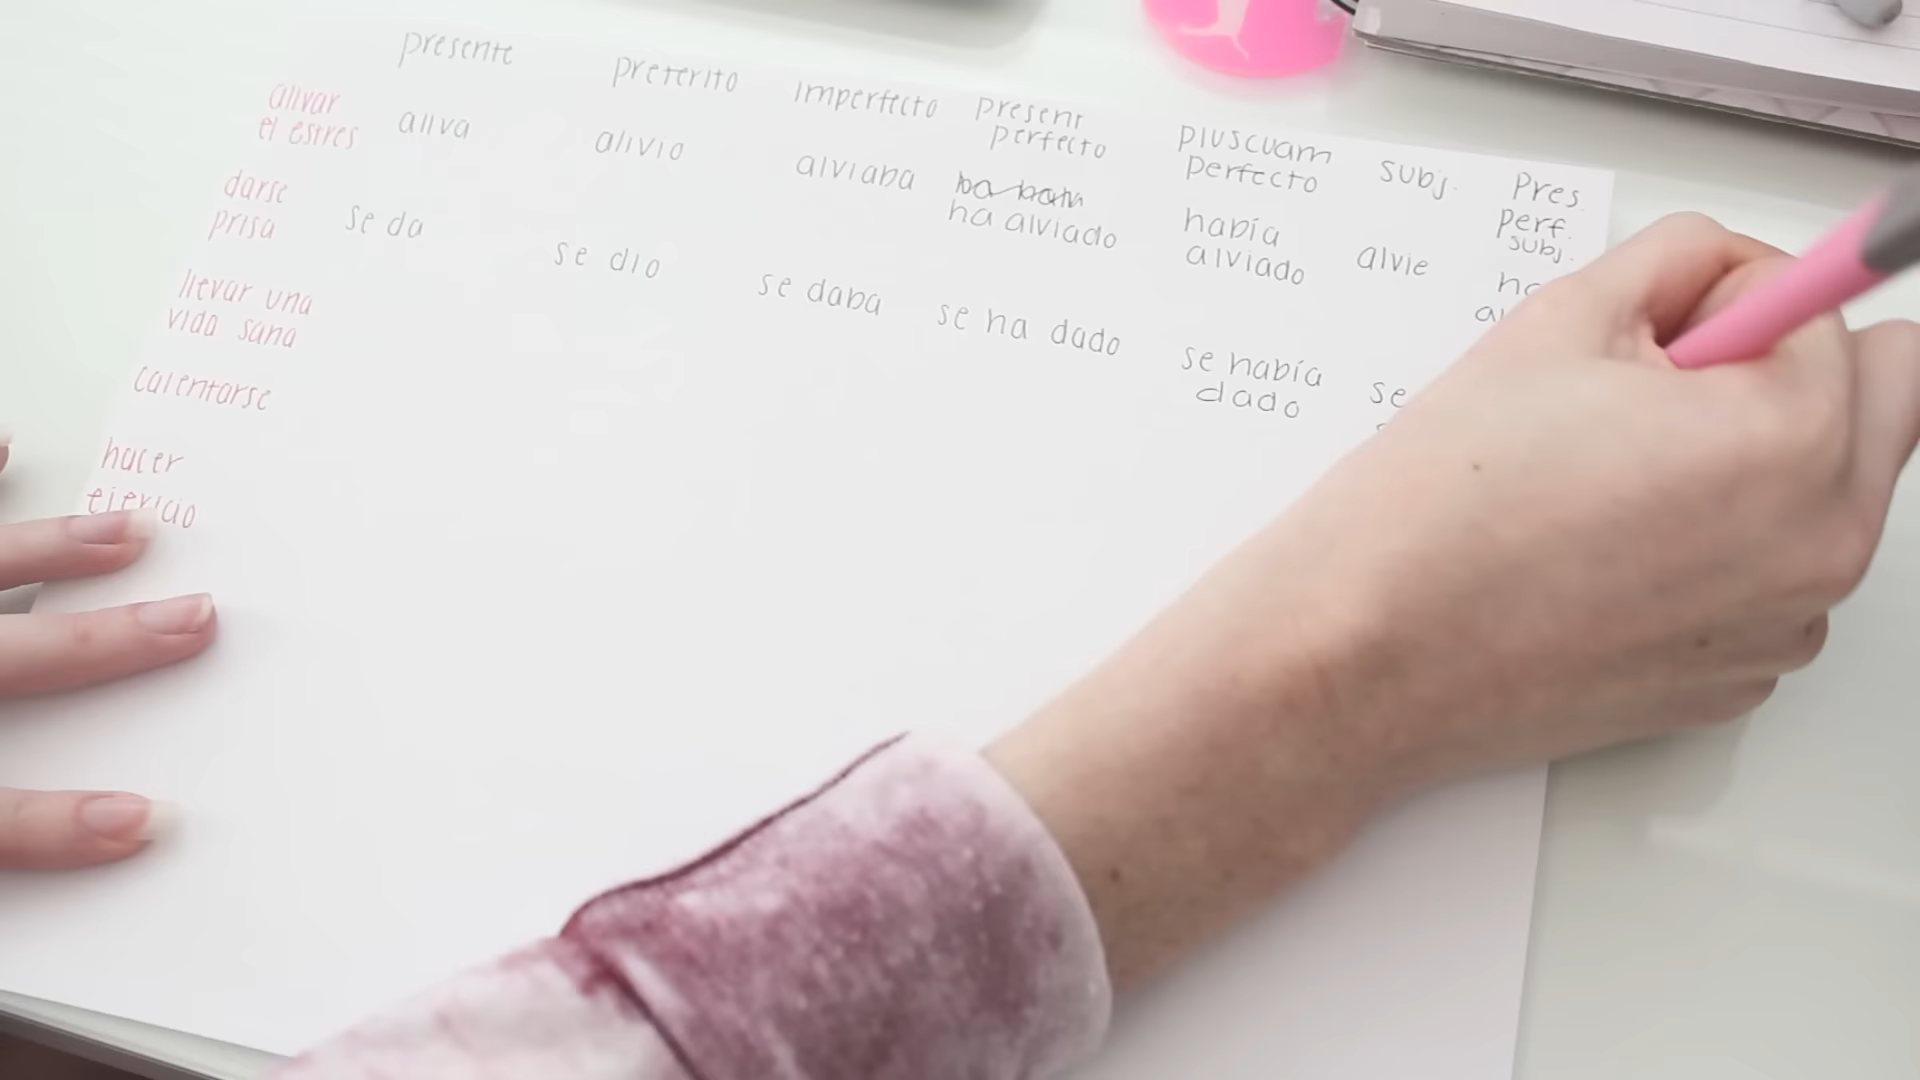 presente preterito imperfecto present perfecto pluscuam perfecto subj. Pres. perf. subj.
alivar el estres aliva alivio alviaba ha alviado había alviado alvie
darse prisa se da se dio se daba se ha dado se había dado se
llevar una
vida sana
calentarse
hacer